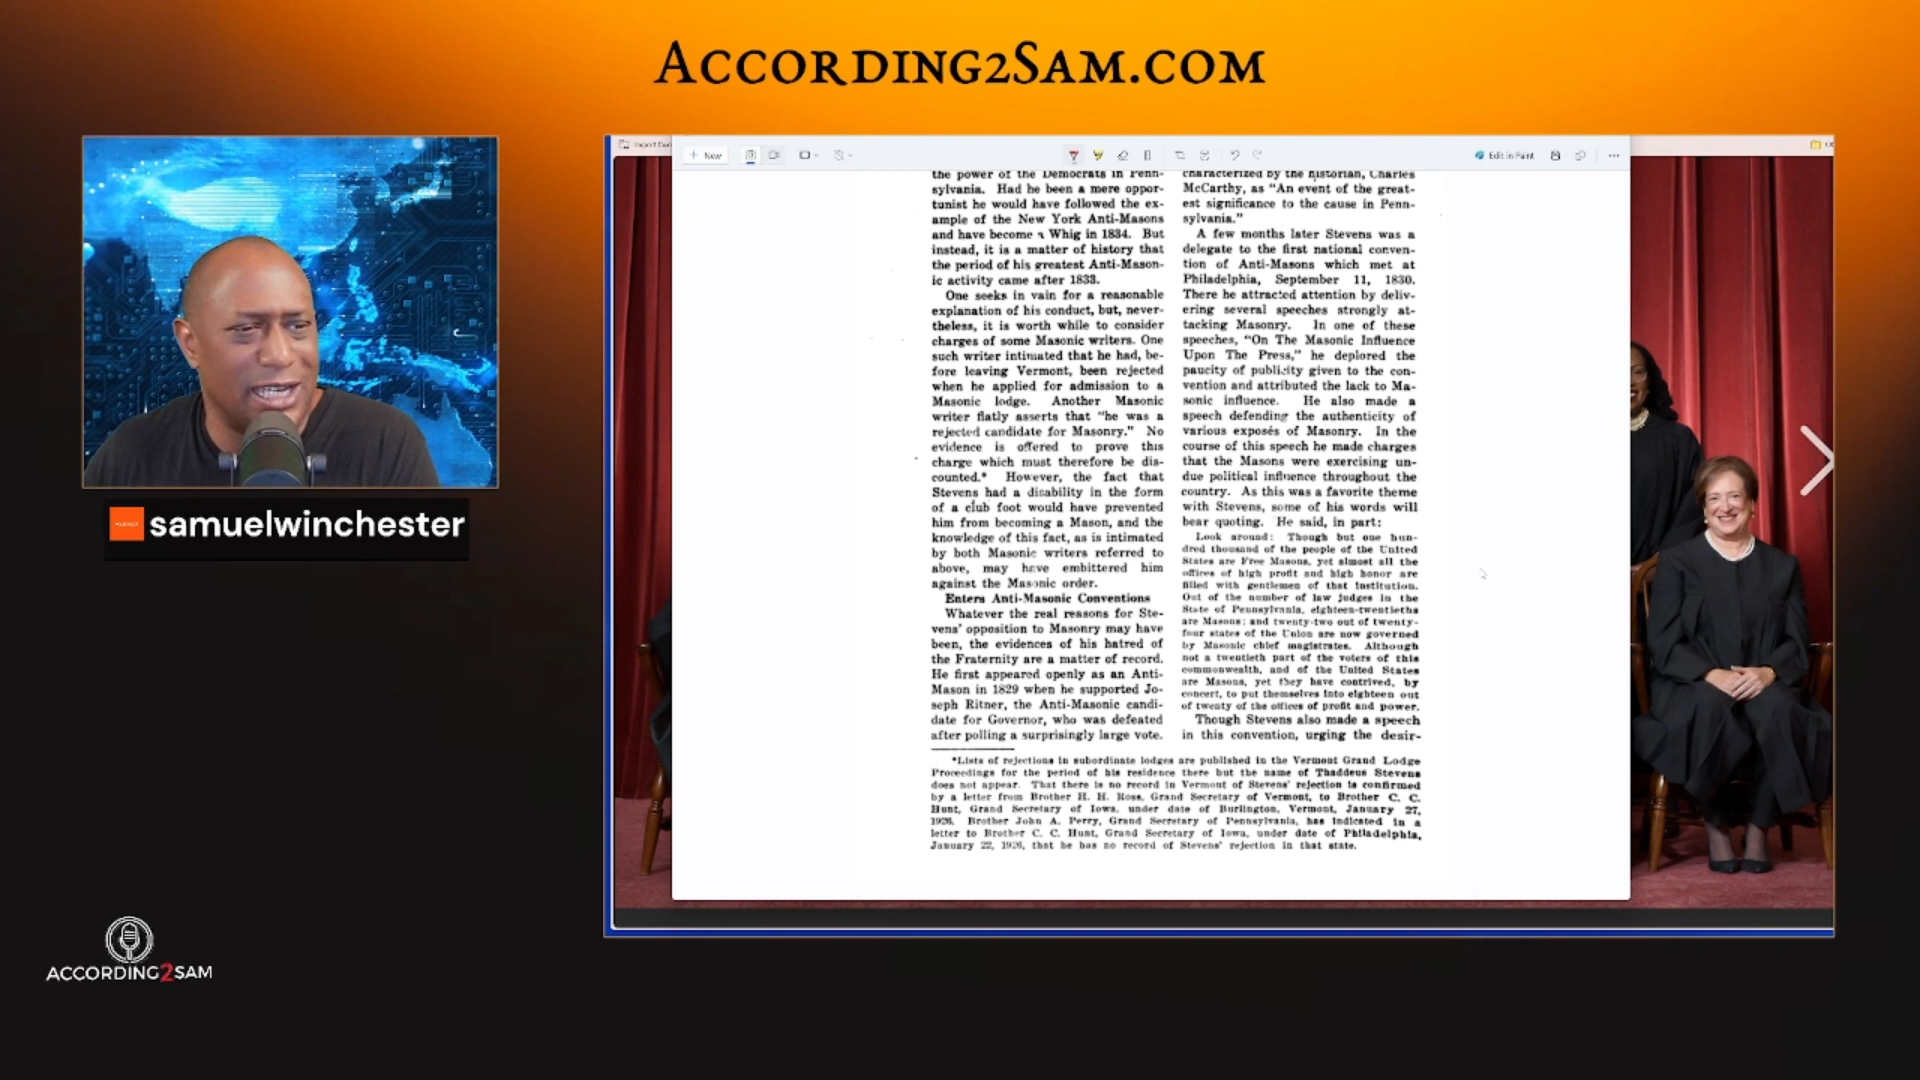 According2Sam.com
samuelwinchester
ACCORDING2SAM
New
Edit in Paint
the power of the Democrats in Penn-
sylvania. Had he been a mere oppor-
tunist he would have followed the ex-
ample of the New York Anti-Masons
and have become a Whig in 1834. But
instead, it is a matter of history that
the period of his greatest Anti-Mason-
ic activity came after 1833.
One seeks in vain for a reasonable
explanation of his conduct, but, never-
theless, it is worth while to consider
charges of some Masonic writers. One
such writer intimated that he had, be-
fore leaving Vermont, been rejected
when he applied for admission to a
Masonic lodge. Another Masonic
writer flatly asserts that "he was a
rejected candidate for Masonry." No
evidence is offered to prove this
charge which must therefore be dis-
counted.* However, the fact that
Stevens had a disability in the form
of a club foot would have prevented
him from becoming a Mason, and the
knowledge of this fact, as is intimated
by both Masonic writers referred to
above, may have embittered him
against the Masonic order.
Enters Anti-Masonic Conventions
Whatever the real reasons for Ste-
vens' opposition to Masonry may have
been, the evidences of his hatred of
the Fraternity are a matter of record.
He first appeared openly as an Anti-
Mason in 1829 when he supported Jo-
seph Ritner, the Anti-Masonic candi-
date for Governor, who was defeated
after polling a surprisingly large vote.
characterized by the historian, Charles
McCarthy, as "An event of the great-
est significance to the cause in Penn-
sylvania."
A few months later Stevens was a
delegate to the first national conven-
tion of Anti-Masons which met at
Philadelphia, September 11, 1830.
There he attracted attention by deliv-
ering several speeches strongly at-
tacking Masonry. In one of these
speeches, "On The Masonic Influence
Upon The Press," he deplored the
paucity of publicity given to the con-
vention and attributed the lack to Ma-
sonic influence. He also made a
speech defending the authenticity of
various exposés of Masonry. In the
course of this speech he made charges
that the Masons were exercising un-
due political influence throughout the
country. As this was a favorite theme
with Stevens, some of his words will
bear quoting. He said, in part:
Look around: Though but one hun-
dred thousand of the people of the United
States are Free Masons, yet almost all the
offices of high profit and high honor are
filled with gentlemen of that institution.
Out of the number of law judges in the
State of Pennsylvania, eighteen-twentieths
are Masons; and twenty-two out of twenty-
four states of the Union are now governed
by Masonic chief magistrates. Although
not a twentieth part of the voters of this
commonwealth, and of the United States
are Masons, yet they have contrived, by
concert, to put themselves into eighteen out
of twenty of the offices of profit and power.
Though Stevens also made a speech
in this convention, urging the desir-
*Lists of rejections in subordinate lodges are published in the Vermont Grand Lodge
Proceedings for the period of his residence there but the name of Thaddeus Stevens
does not appear. That there is no record in Vermont of Stevens' rejection is confirmed
by a letter from Brother H. H. Ross, Grand Secretary of Vermont, to Brother C. C.
Hunt, Grand Secretary of Iowa, under date of Burlington, Vermont, January 27,
1926. Brother John A. Perry, Grand Secretary of Pennsylvania, has indicated in a
letter to Brother C. C. Hunt, Grand Secretary of Iowa, under date of Philadelphia,
January 22, 1926, that he has no record of Stevens' rejection in that state.